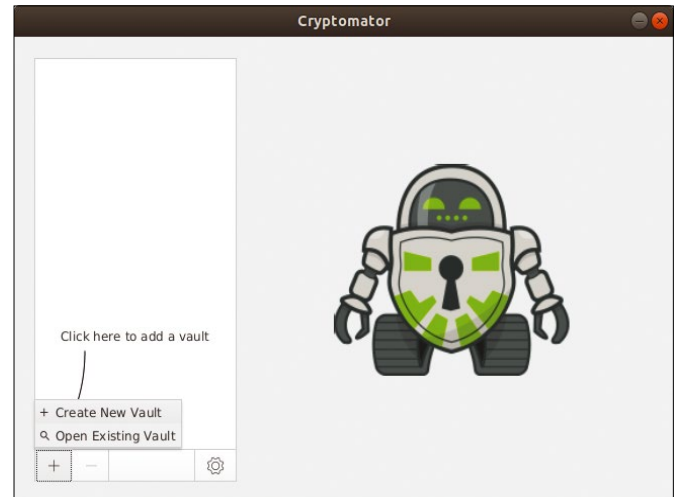 Cryptomator
Click here to add a vault
+ Create New Vault
Open Existing Vault
+ −